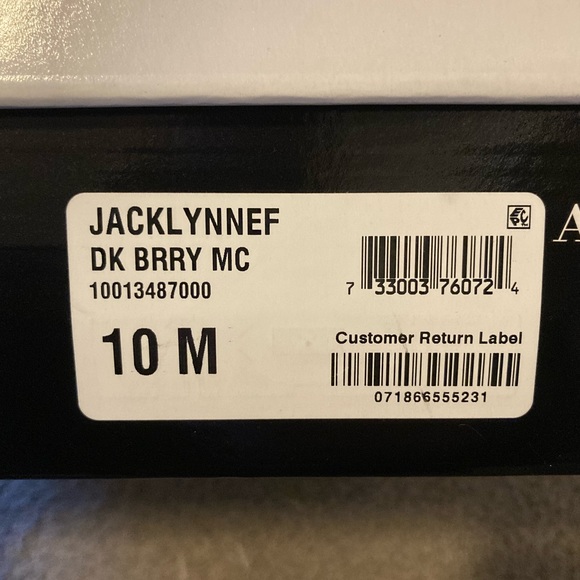 JACKLYNNEF
DK BRRY MC
10013487000
10 M
7 33003 76072 4
Customer Return Label
071866555231
A